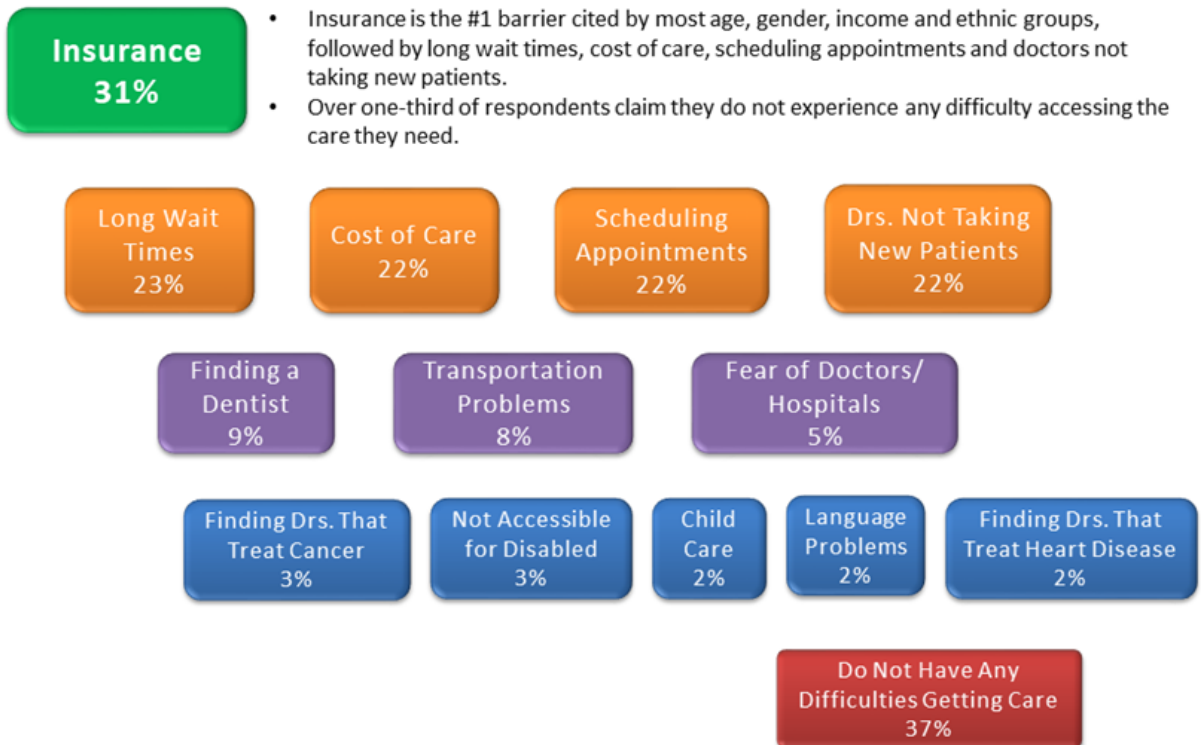 Insurance
31%
• Insurance is the #1 barrier cited by most age, gender, income and ethnic groups,
followed by long wait times, cost of care, scheduling appointments and doctors not
taking new patients.
• Over one-third of respondents claim they do not experience any difficulty accessing the
care they need.
Long Wait
Times
23%
Cost of Care
22%
Scheduling
Appointments
22%
Drs. Not Taking
New Patients
22%
Finding a
Dentist
9%
Transportation
Problems
8%
Fear of Doctors/
Hospitals
5%
Finding Drs. That
Treat Cancer
3%
Not Accessible
for Disabled
3%
Child
Care
2%
Language
Problems
2%
Finding Drs. That
Treat Heart Disease
2%
Do Not Have Any
Difficulties Getting Care
37%